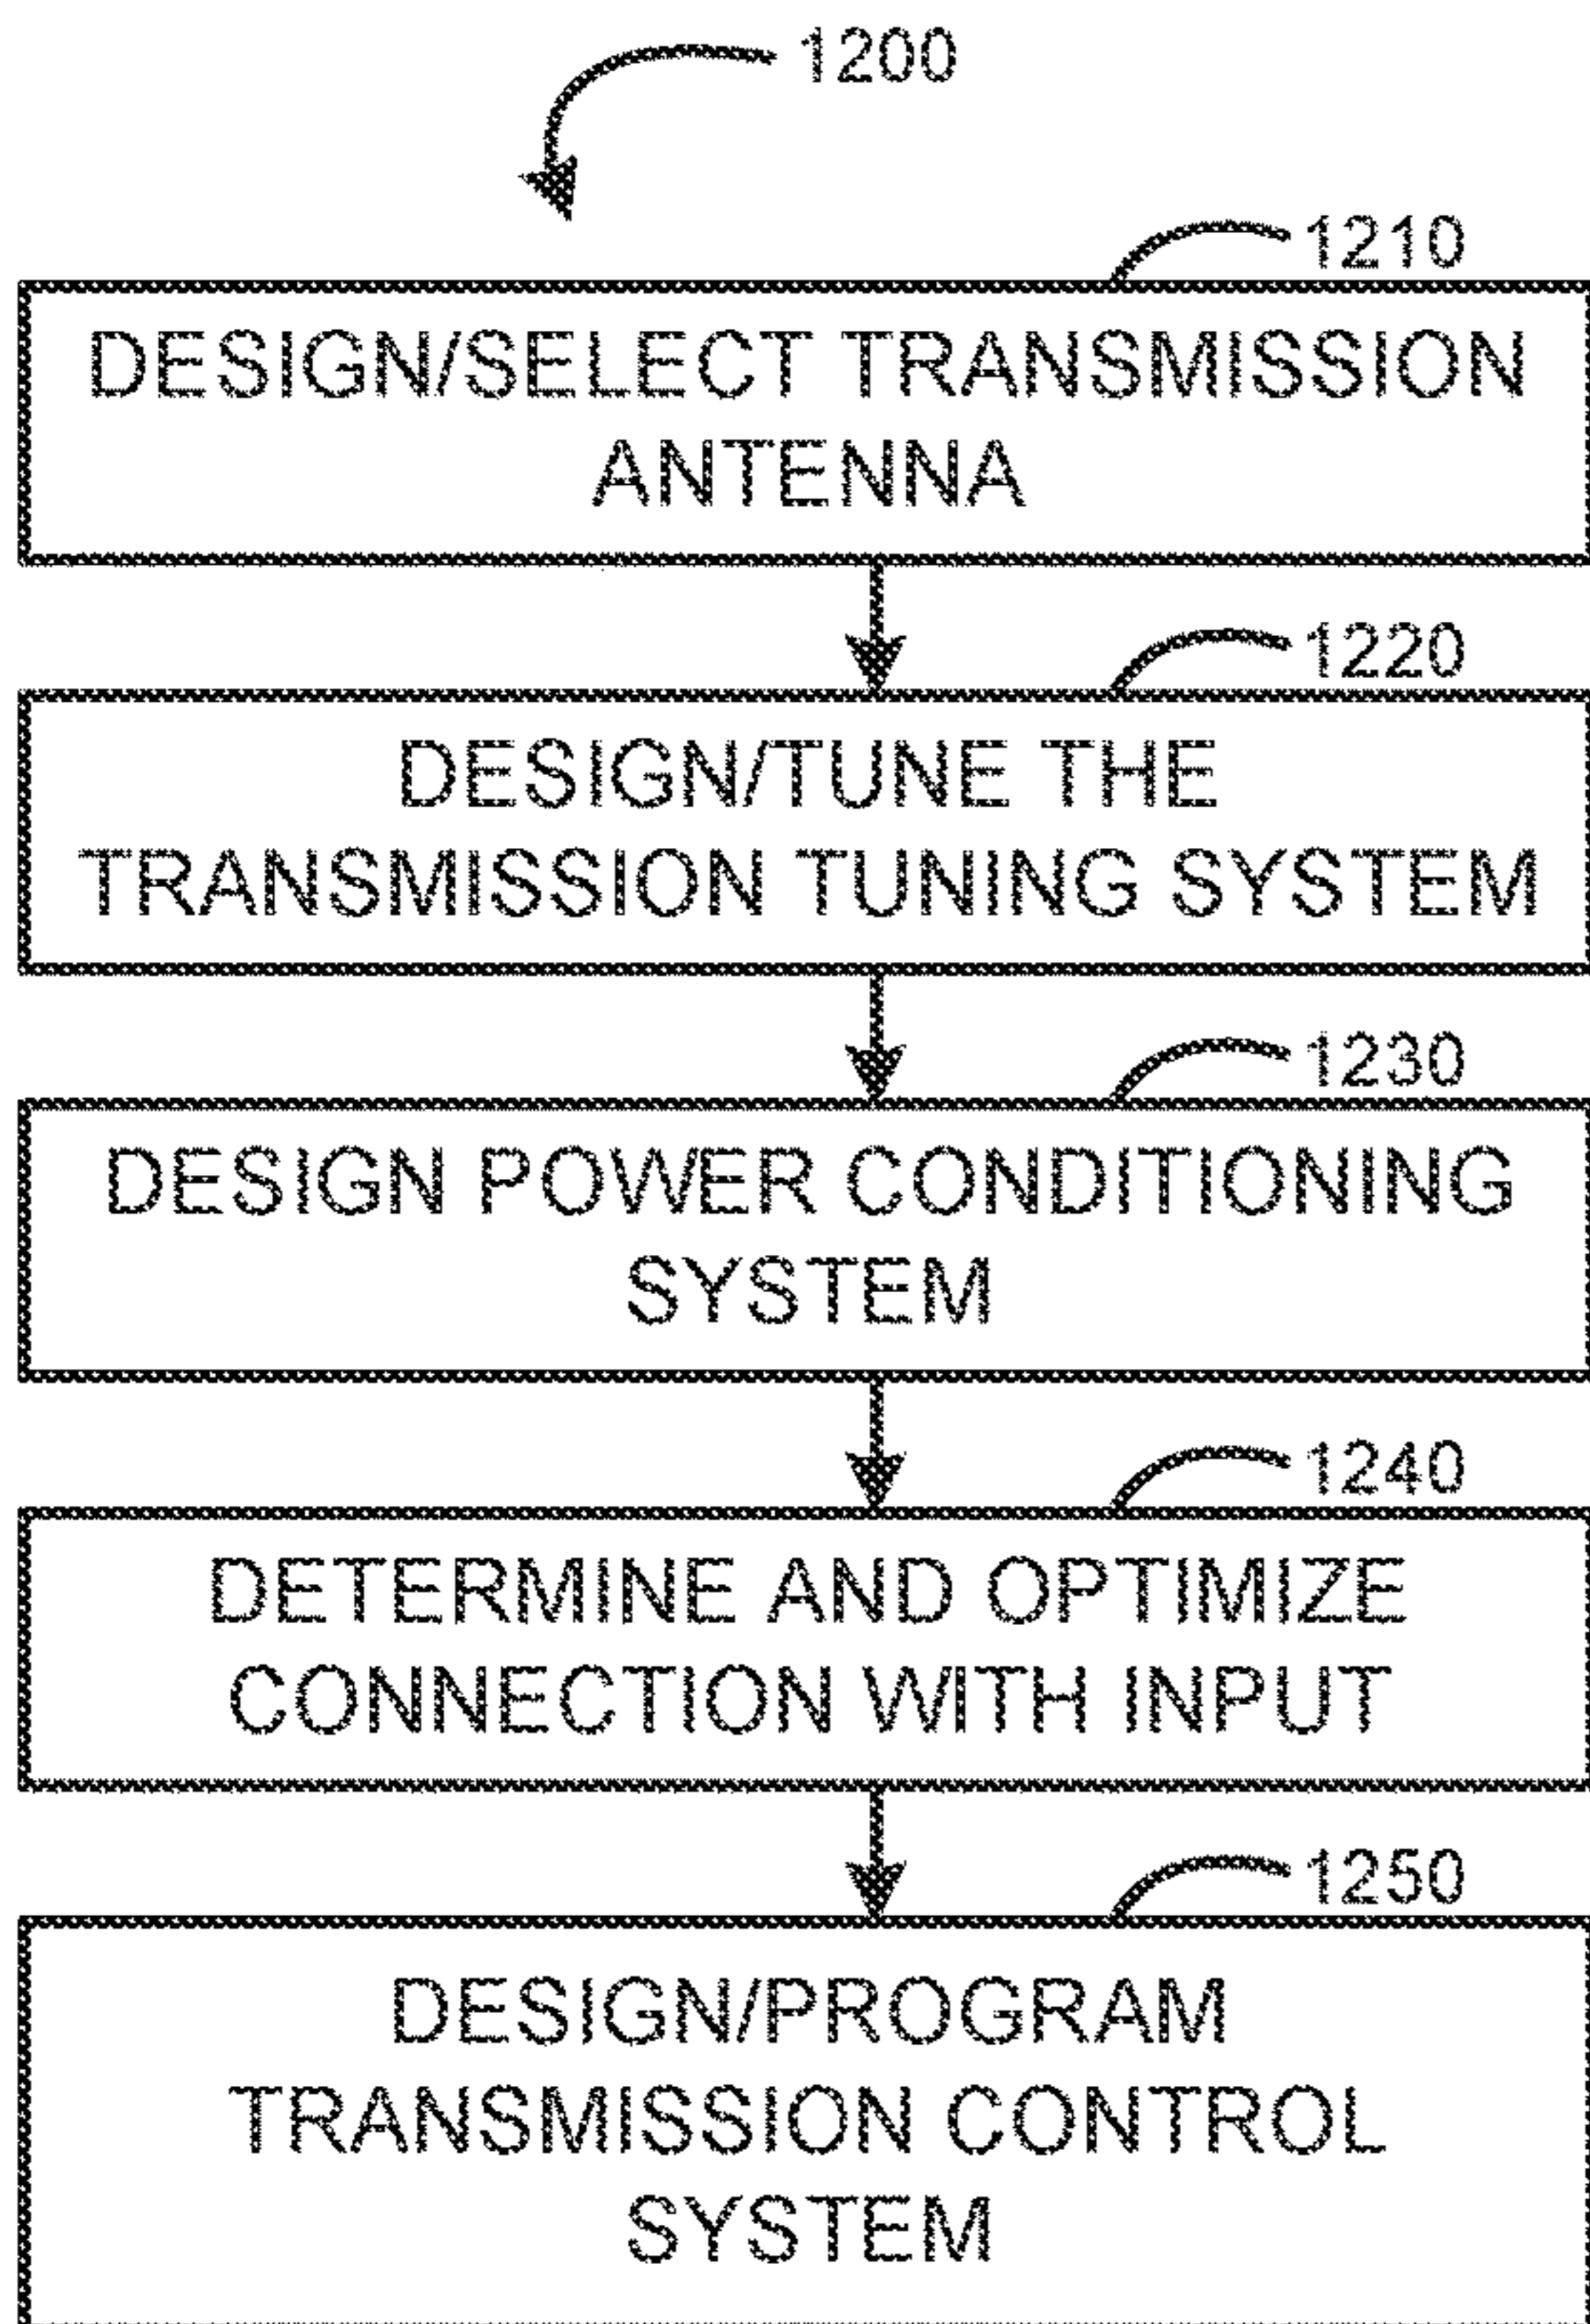 1200
1210
DESIGN/SELECT TRANSMISSION
ANTENNA
1220
DESIGN/TUNE THE
TRANSMISSION TUNING SYSTEM
1230
DESIGN POWER CONDITIONING
SYSTEM
1240
DETERMINE AND OPTIMIZE
CONNECTION WITH INPUT
1250
DESIGN/PROGRAM
TRANSMISSION CONTROL
SYSTEM